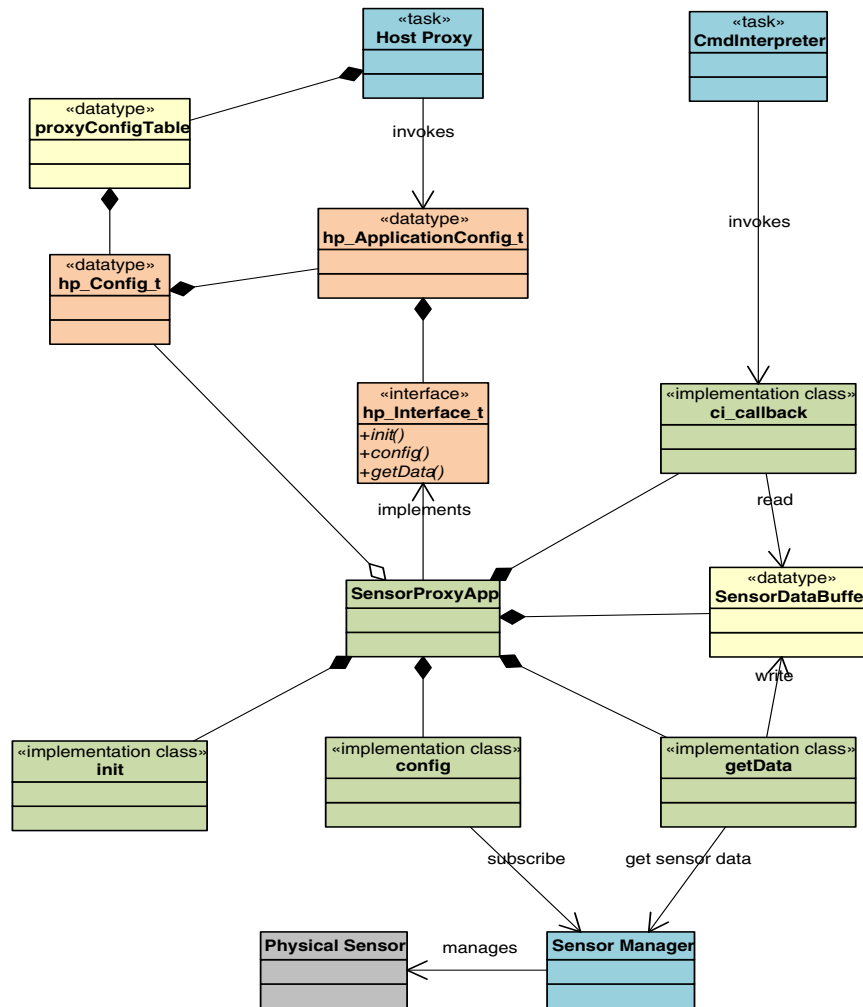 «task»
Host Proxy
«task»
CmdInterpreter
«datatype»
proxyConfigTable
invokes
«datatype»
hp_ApplicationConfig_t
invokes
«datatype»
hp_Config_t
«interface»
hp_Interface_t
+init()
+config()
+getData()
«implementation class»
ci_callback
implements
read
SensorProxyApp
«datatype»
SensorDataBuffe
write
«implementation class»
init
«implementation class»
config
«implementation class»
getData
subscribe
get sensor data
Physical Sensor
manages
Sensor Manager